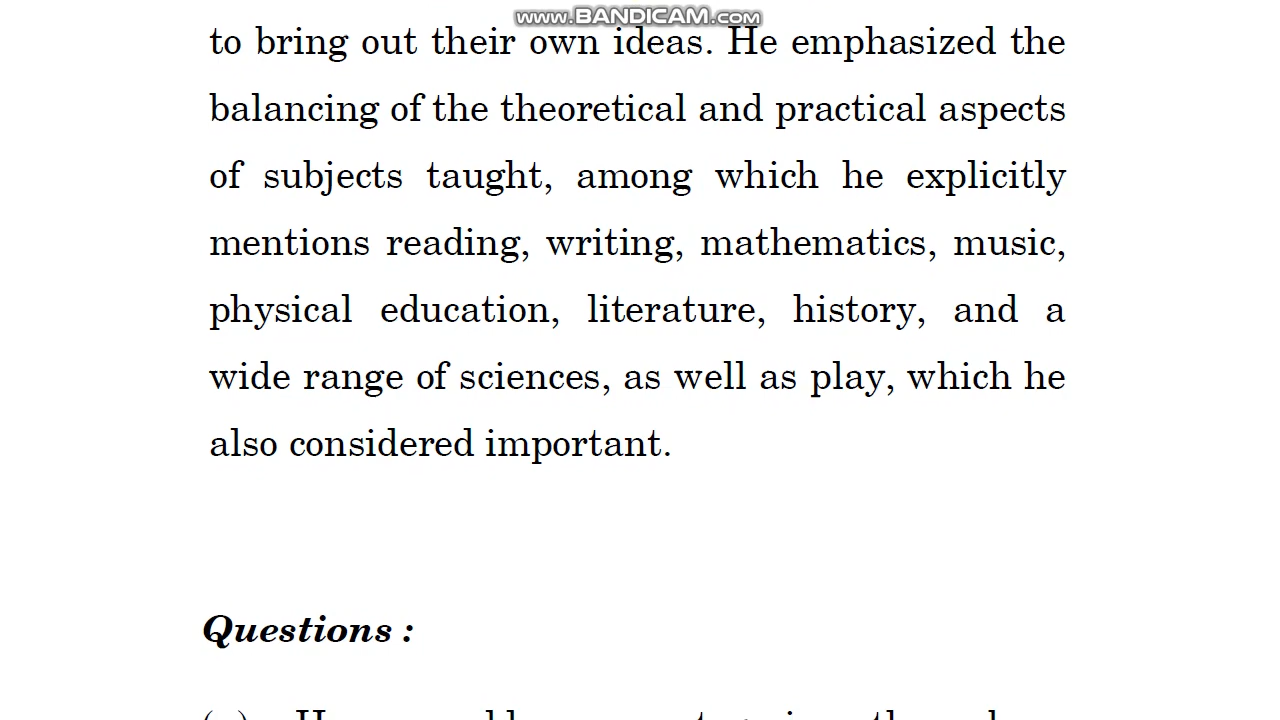 www.BANDICAM.com
to bring out their own ideas. He emphasized the
balancing of the theoretical and practical aspects
of subjects taught, among which he explicitly
mentions reading, writing, mathematics, music,
physical education, literature, history, and a
wide range of sciences, as well as play, which he
also considered important.
Questions :